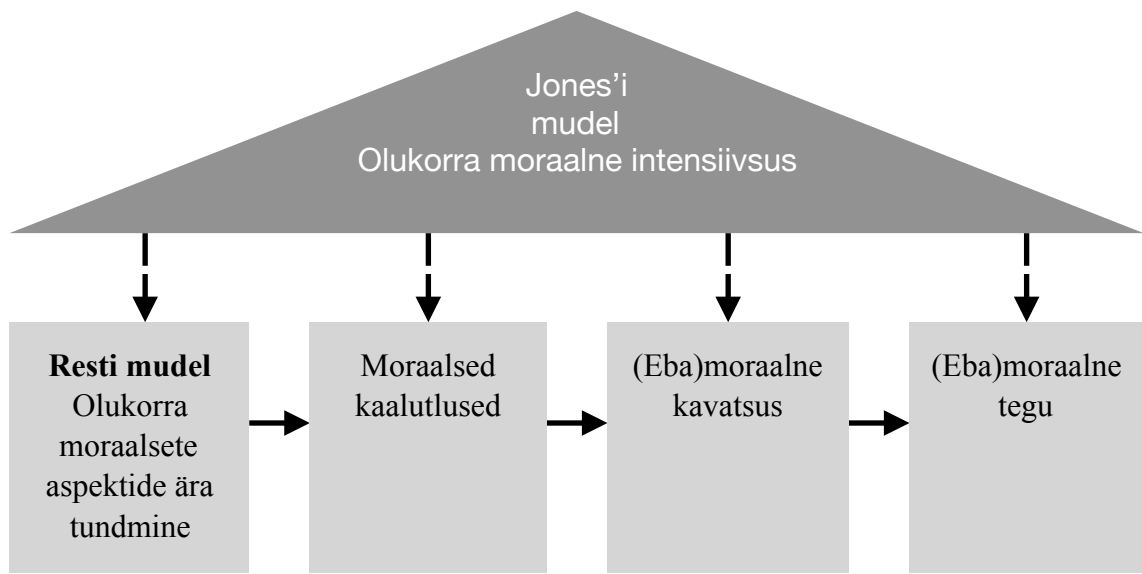 Jones’i
mudel
Olukorra moraalne intensiivsus
Resti mudel
Olukorra
moraalsete
aspektide ära
tundmine
Moraalsed
kaalutlused
(Eba)moraalne
kavatsus
(Eba)moraalne
tegu